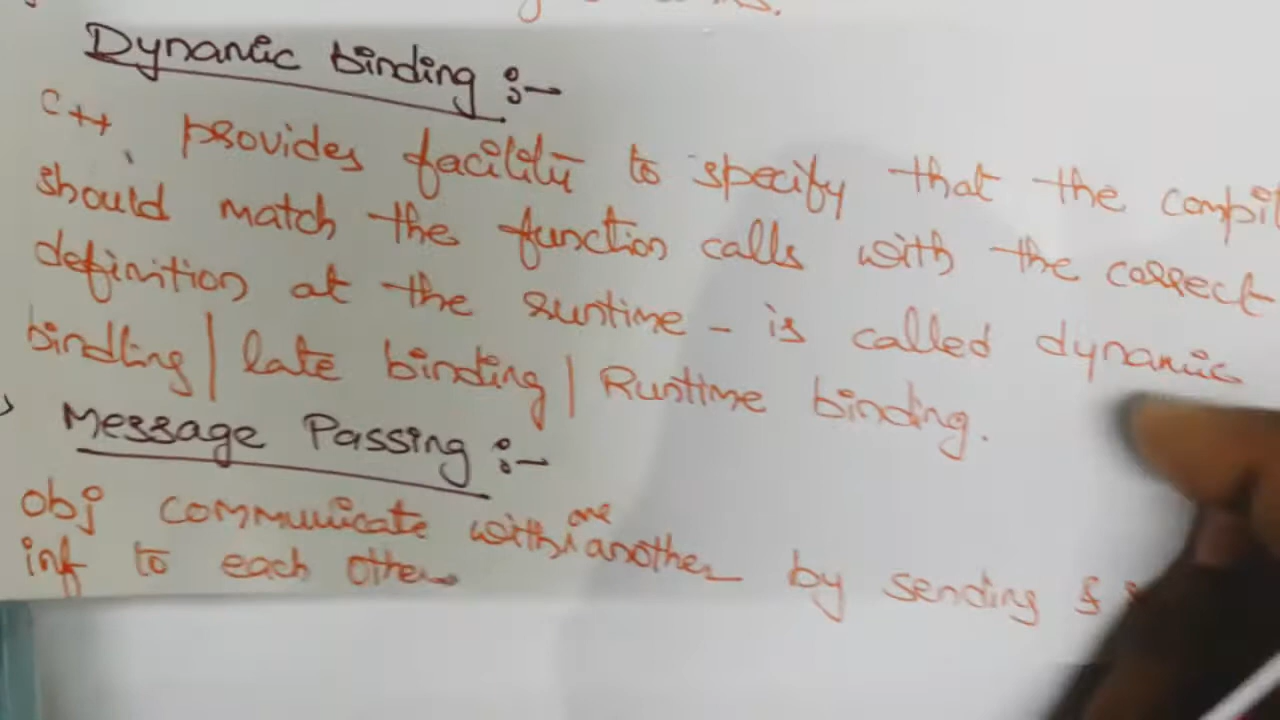 Dynamic binding :-
C++ provides facility to specify that the compil
should match the function calls with the correct
definition at the runtime - is called dynamic
binding | late binding | Runtime binding.
Message Passing :-
obj communicate with one another by sending &
inf to each other